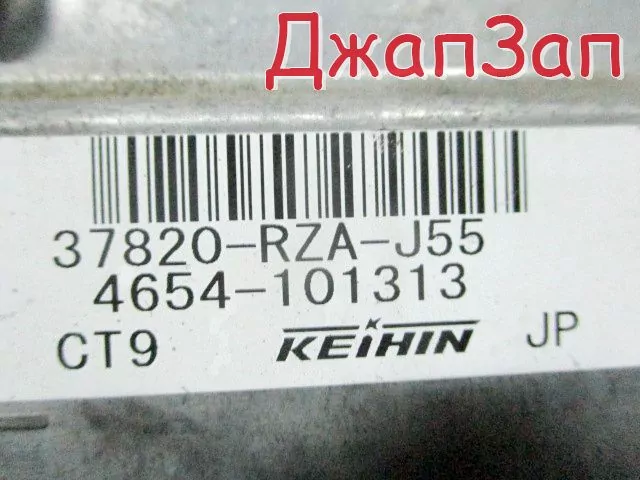 ДжапЗап
37820-RZA-J55
4654-101313
CT9 KEIHIN JP